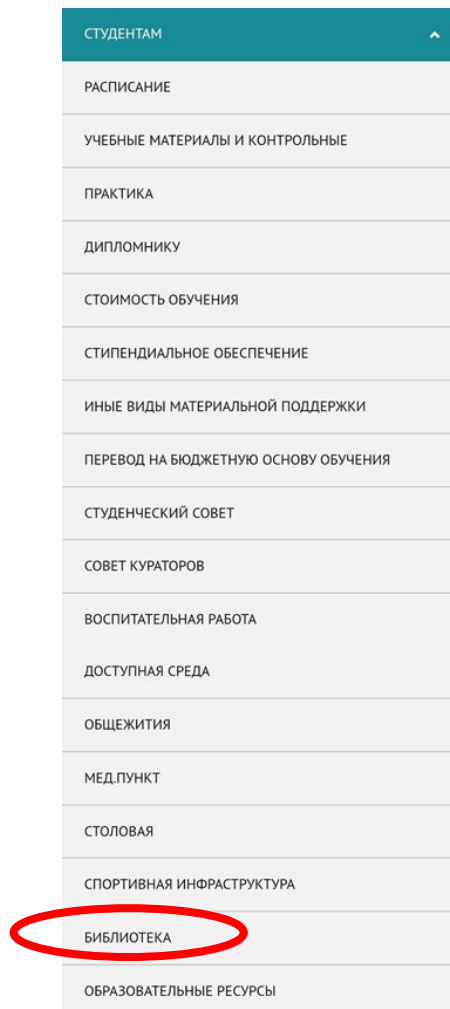 СТУДЕНТАМ
РАСПИСАНИЕ
УЧЕБНЫЕ МАТЕРИАЛЫ И КОНТРОЛЬНЫЕ
ПРАКТИКА
ДИПЛОМНИКУ
СТОИМОСТЬ ОБУЧЕНИЯ
СТИПЕНДИАЛЬНОЕ ОБЕСПЕЧЕНИЕ
ИНЫЕ ВИДЫ МАТЕРИАЛЬНОЙ ПОДДЕРЖКИ
ПЕРЕВОД НА БЮДЖЕТНУЮ ОСНОВУ ОБУЧЕНИЯ
СТУДЕНЧЕСКИЙ СОВЕТ
СОВЕТ КУРАТОРОВ
ВОСПИТАТЕЛЬНАЯ РАБОТА
ДОСТУПНАЯ СРЕДА
ОБЩЕЖИТИЯ
МЕД.ПУНКТ
СТОЛОВАЯ
СПОРТИВНАЯ ИНФРАСТРУКТУРА
БИБЛИОТЕКА
ОБРАЗОВАТЕЛЬНЫЕ РЕСУРСЫ